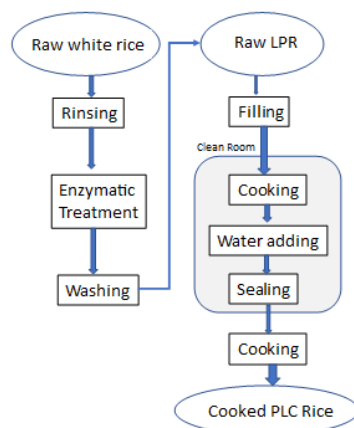 Raw white rice
Rinsing
Enzymatic
Treatment
Washing
Raw LPR
Filling
Clean Room
Cooking
Water adding
Sealing
Cooking
Cooked PLC Rice